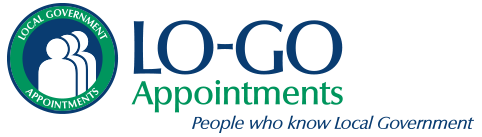 LOCAL GOVERNMENT
APPOINTMENTS
LO-GO
Appointments
People who know Local Government